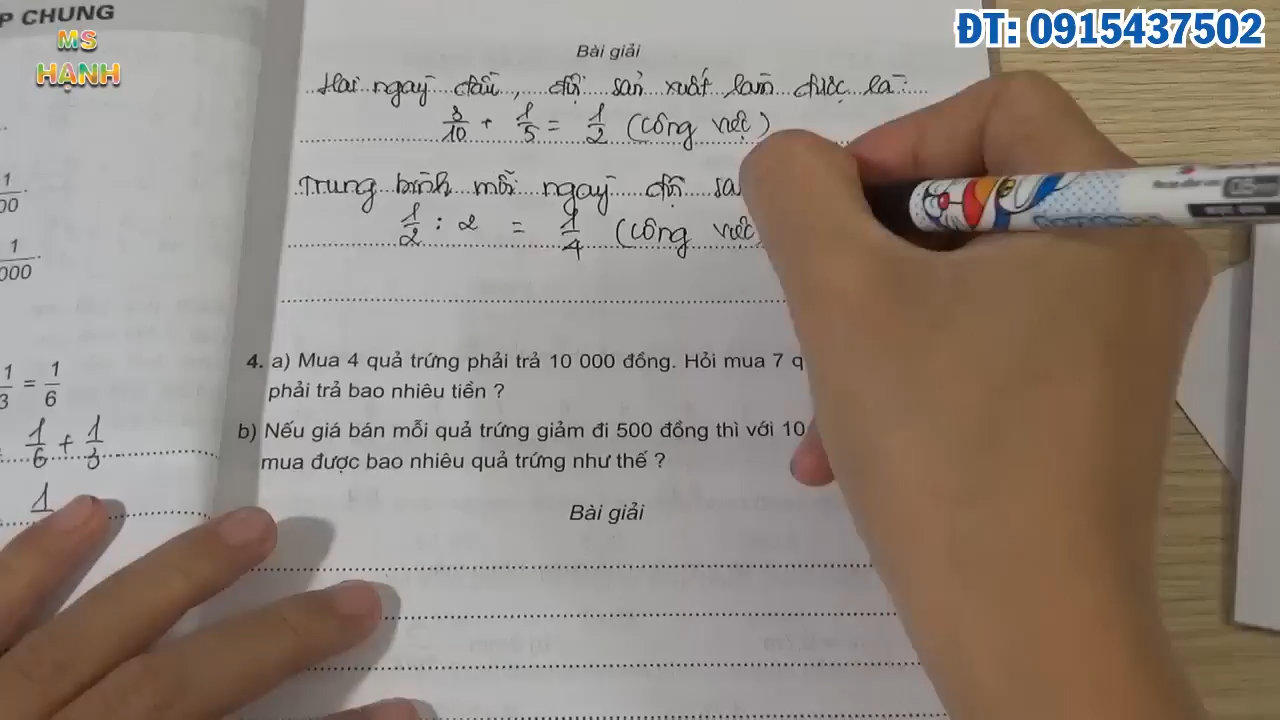 P CHUNG
MS
HẠNH
ĐT: 0915437502
Bài giải
Hai ngày đầu, đội sản xuất làm được là:
3/10 + 1/5 = 1/2 (công việc)
Trung bình mỗi ngày đội
1/2 : 2 = 1/4 (công việc
4. a) Mua 4 quả trứng phải trả 10 000 đồng. Hỏi mua 7 q
phải trả bao nhiêu tiền ?
b) Nếu giá bán mỗi quả trứng giảm đi 500 đồng thì với 10
mua được bao nhiêu quả trứng như thế ?
Bài giải
1/3 = 1/6
1/6 + 1/3
1